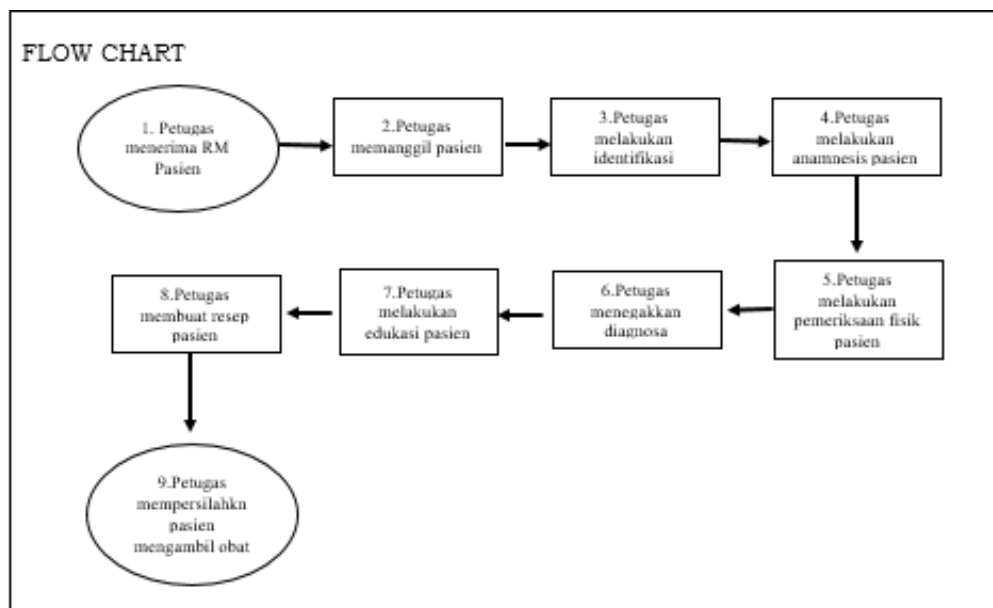 FLOW CHART
1. Petugas
menerima RM
Pasien
2.Petugas
memanggil pasien
3.Petugas
melakukan
identifikasi
4.Petugas
melakukan
anamnesis pasien
5.Petugas
melakukan
pemeriksaan fisik
pasien
6.Petugas
menegakkan
diagnosa
7.Petugas
melakukan
edukasi pasien
8.Petugas
membuat resep
pasien
9.Petugas
mempersilahkn
pasien
mengambil obat